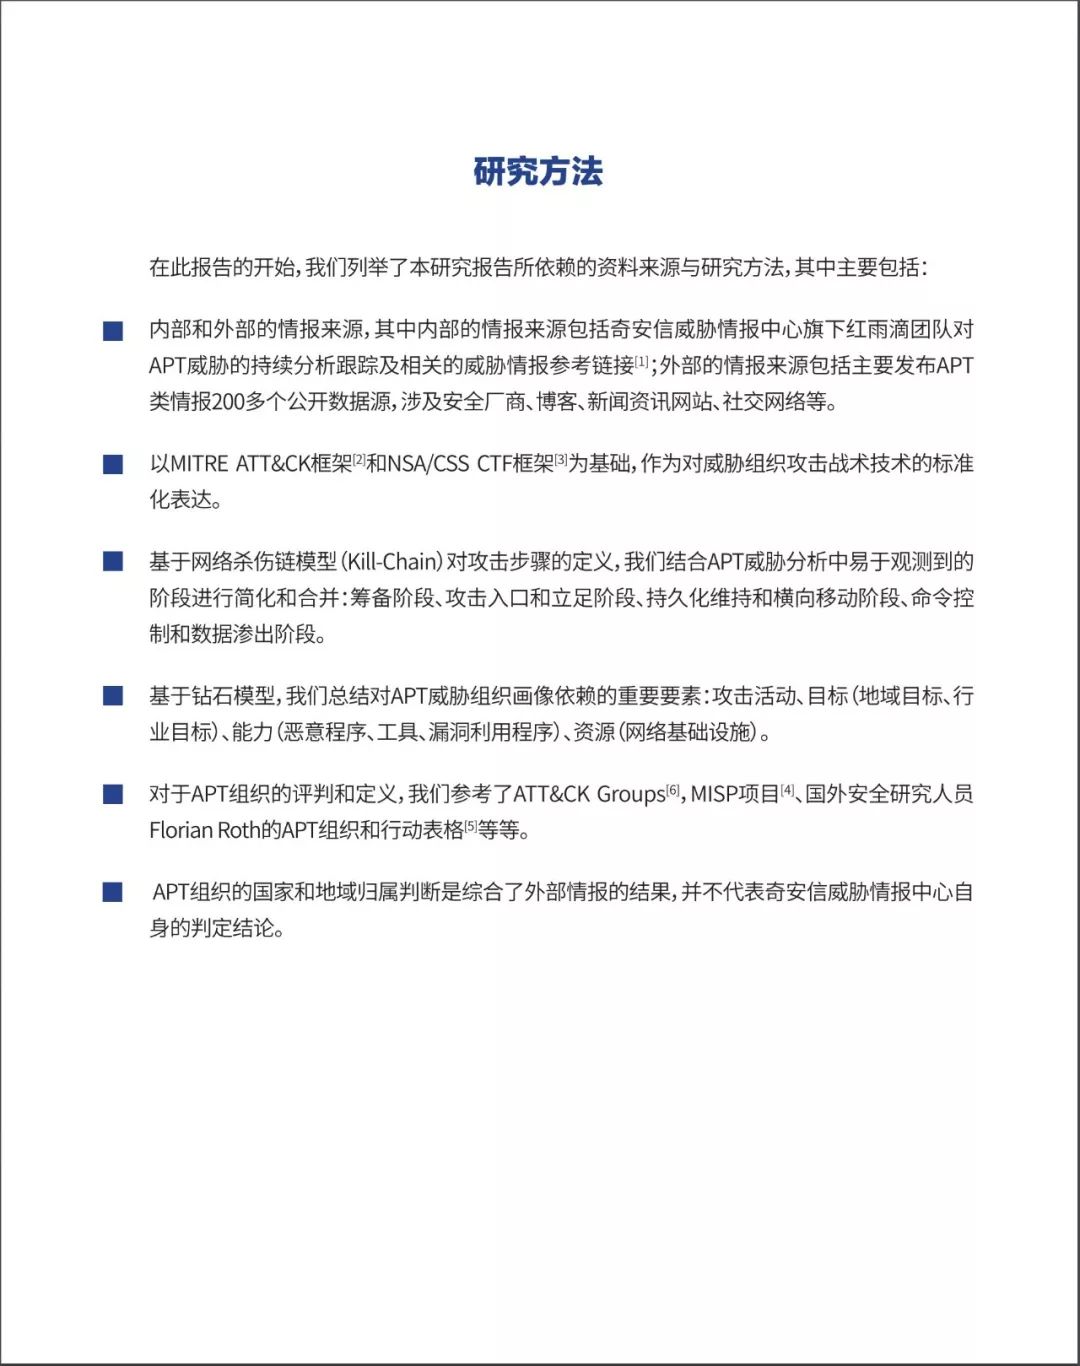 研究方法
在此报告的开始，我们列举了本研究报告所依赖的资料来源与研究方法，其中主要包括：
内部和外部的情报来源，其中内部的情报来源包括奇安信威胁情报中心旗下红雨滴团队对
APT威胁的持续分析跟踪及相关的威胁情报参考链接[1]；外部的情报来源包括主要发布APT
类情报200多个公开数据源，涉及安全厂商、博客、新闻资讯网站、社交网络等。
以MITRE ATT&CK框架[2]和NSA/CSS CTF框架[3]为基础，作为对威胁组织攻击战术技术的标准
化表达。
基于网络杀伤链模型（Kill-Chain）对攻击步骤的定义，我们结合APT威胁分析中易于观测到的
阶段进行简化和合并：筹备阶段、攻击入口和立足阶段、持久化维持和横向移动阶段、命令控
制和数据渗出阶段。
基于钻石模型，我们总结对APT威胁组织画像依赖的重要要素：攻击活动、目标（地域目标、行
业目标）、能力（恶意程序、工具、漏洞利用程序）、资源（网络基础设施）。
对于APT组织的评判和定义，我们参考了ATT&CK Groups[6]，MISP项目[4]、国外安全研究人员
Florian Roth的APT组织和行动表格[5]等等。
APT组织的国家和地域归属判断是综合了外部情报的结果，并不代表奇安信威胁情报中心自
身的判定结论。